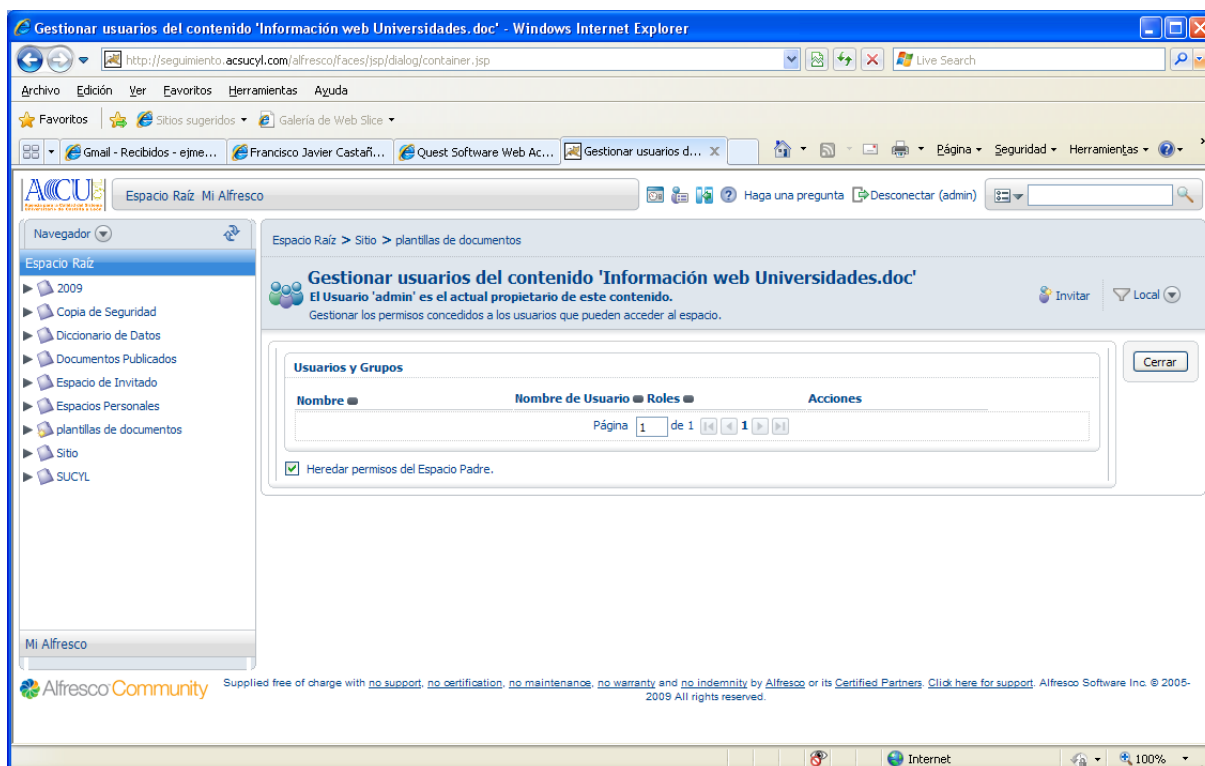 Gestionar usuarios del contenido 'Información web Universidades.doc' - Windows Internet Explorer
http://seguimiento.acsucyl.com/alfresco/faces/jsp/dialog/container.jsp
Live Search
Archivo Edición Ver Favoritos Herramientas Ayuda
Favoritos Sitios sugeridos Galería de Web Slice
Gmail - Recibidos - ejme... Francisco Javier Castañ... Quest Software Web Ac... Gestionar usuarios d... X Página Seguridad Herramientas
ACCU Espacio Raíz Mi Alfresco Haga una pregunta Desconectar (admin)
Navegador
Espacio Raíz > Sitio > plantillas de documentos
Espacio Raíz
Gestionar usuarios del contenido 'Información web Universidades.doc'
El Usuario 'admin' es el actual propietario de este contenido.
Gestionar los permisos concedidos a los usuarios que pueden acceder al espacio.
Invitar Local
2009
Copia de Seguridad
Diccionario de Datos
Documentos Publicados
Espacio de Invitado
Espacios Personales
plantillas de documentos
Sitio
SUCYL
Usuarios y Grupos
Cerrar
Nombre Nombre de Usuario Roles Acciones
Página 1 de 1 1
Heredar permisos del Espacio Padre.
Mi Alfresco
Alfresco Community
Supplied free of charge with no support, no certification, no maintenance, no warranty and no indemnity by Alfresco or its Certified Partners. Click here for support. Alfresco Software Inc. © 2005-
2009 All rights reserved.
Internet 100%